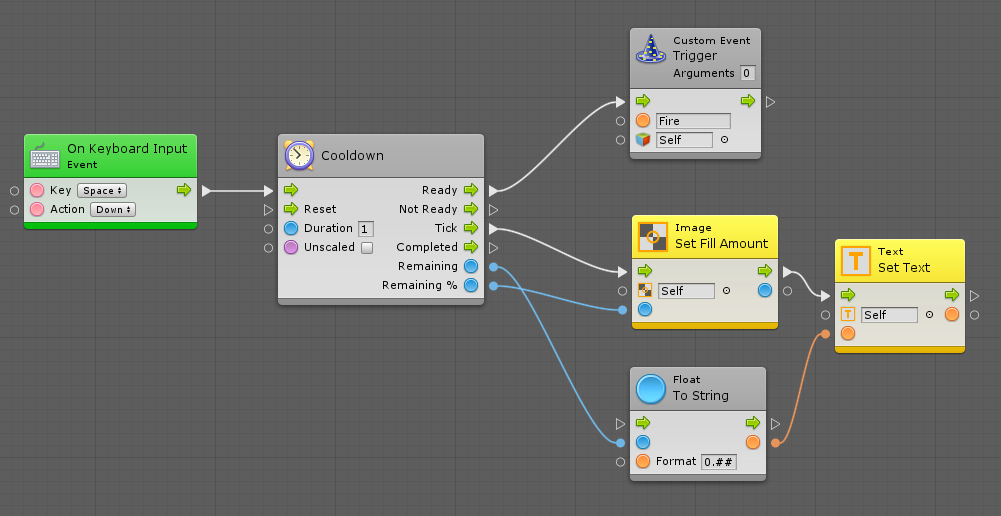 On Keyboard Input
Event
Key Space
Action Down
Cooldown
Ready
Reset Not Ready
Duration 1 Tick
Unscaled Completed
Remaining
Remaining %
Custom Event
Trigger
Arguments 0
Fire
Self
Image
Set Fill Amount
Self
Float
To String
Format 0.##
Text
Set Text
Self